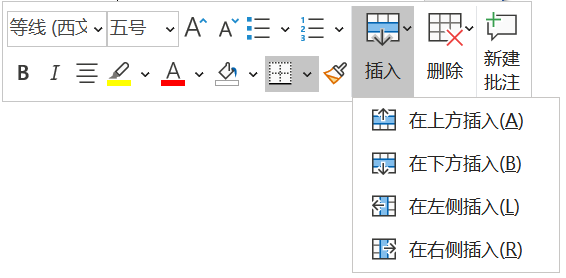 等线 (西文 五号 A A
B I A 插入 删除 新建
批注
在上方插入(A)
在下方插入(B)
在左侧插入(L)
在右侧插入(R)